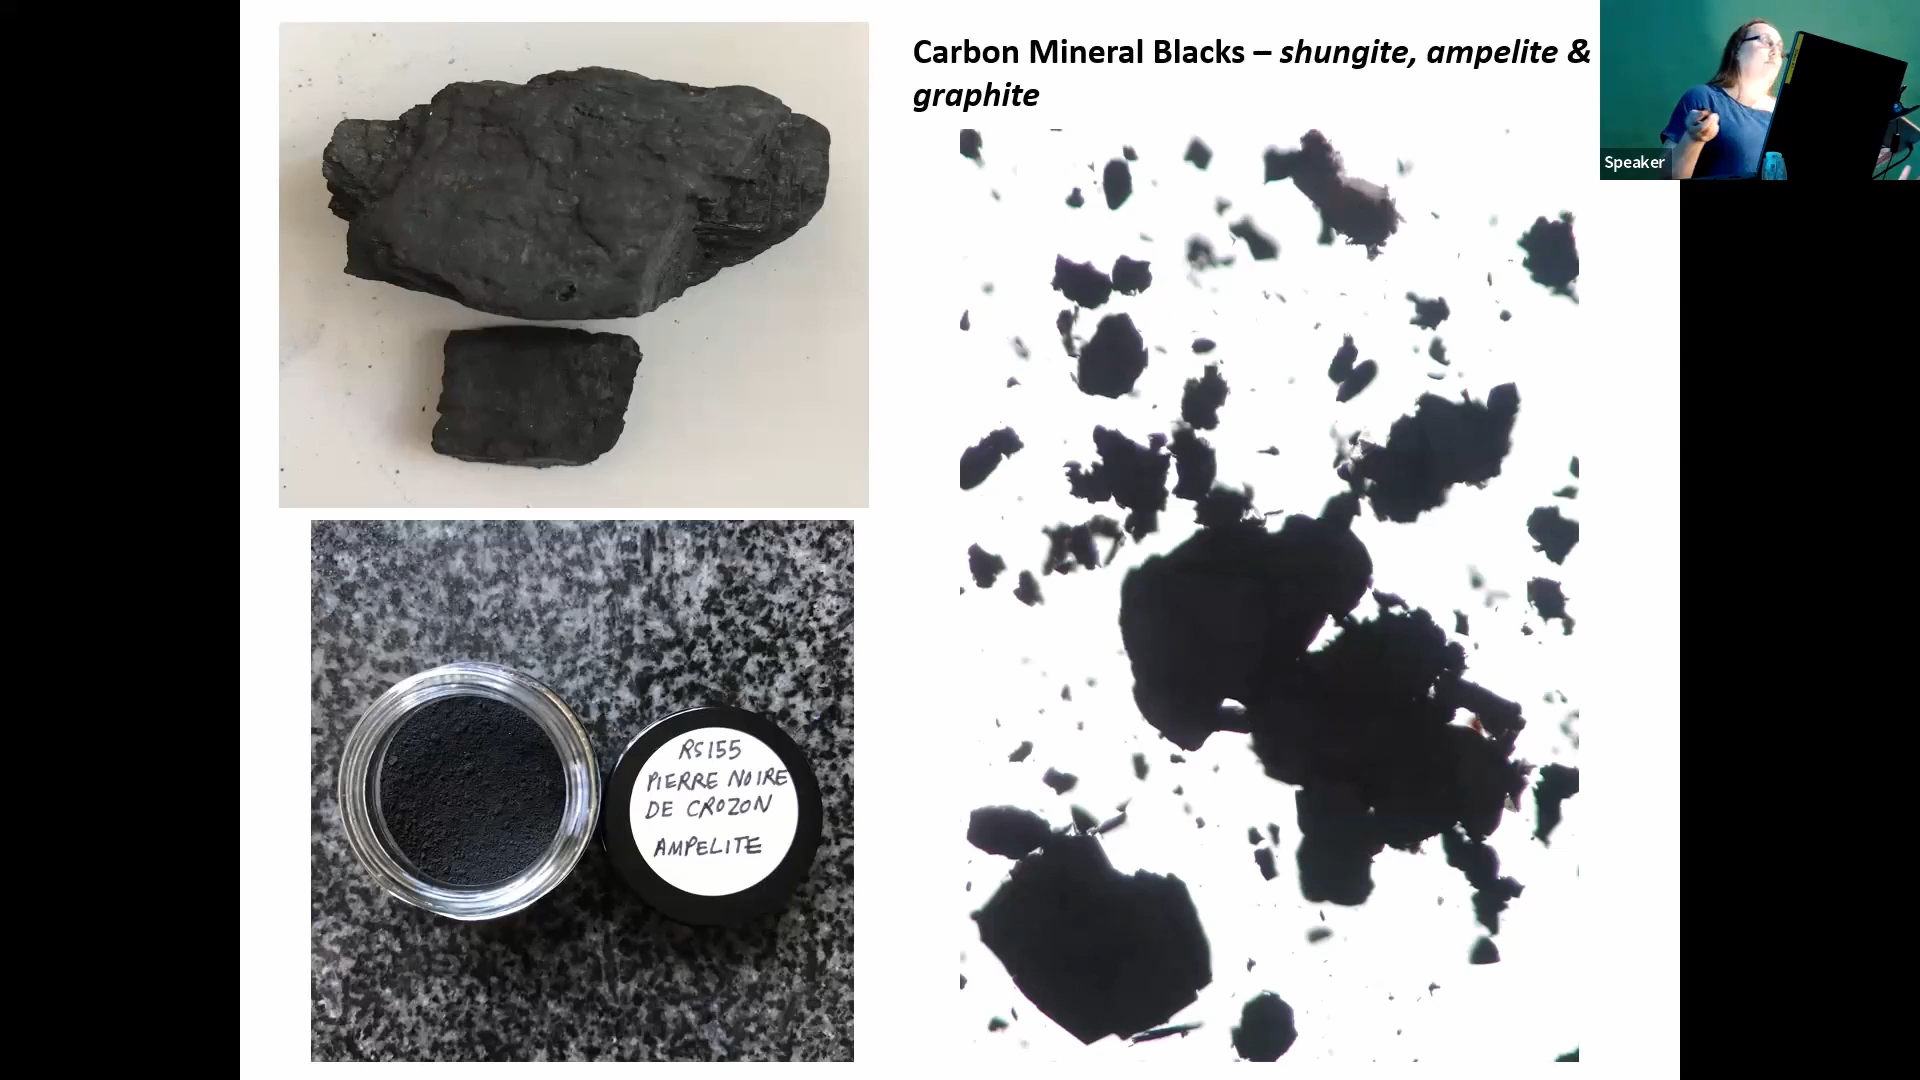 Carbon Mineral Blacks – shungite, ampelite &
graphite
Speaker
RS155
PIERRE NOIRE
DE CROZON
AMPELITE